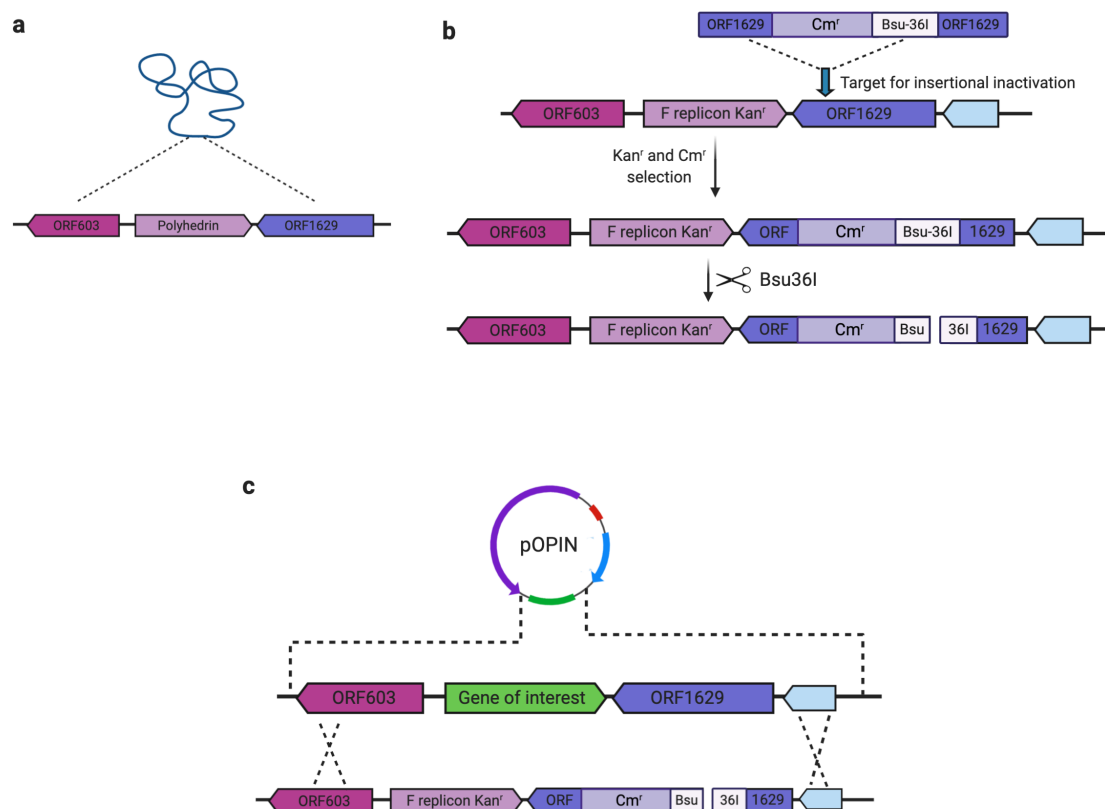 a
ORF603 Polyhedrin ORF1629
b
ORF1629 Cmʳ Bsu-36I ORF1629
Target for insertional inactivation
ORF603 F replicon Kanʳ ORF1629
Kanʳ and Cmʳ
selection
ORF603 F replicon Kanʳ ORF Cmʳ Bsu-36I 1629
Bsu36I
ORF603 F replicon Kanʳ ORF Cmʳ Bsu 36I 1629
c
pOPIN
ORF603 Gene of interest ORF1629
ORF603 F replicon Kanʳ ORF Cmʳ Bsu 36I 1629